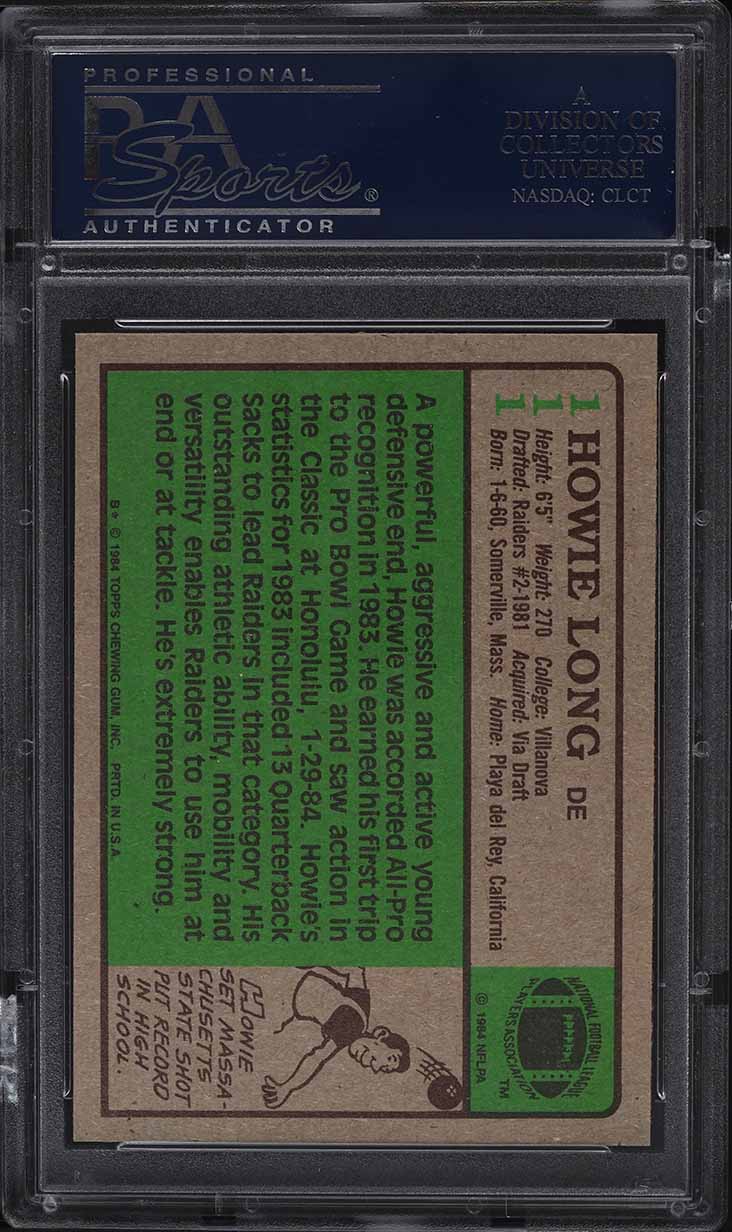 PROFESSIONAL
PSA
Sports®
AUTHENTICATOR
A
DIVISION OF
COLLECTORS
UNIVERSE
NASDAQ: CLCT
111
HOWIE LONG DE
Height: 6'5" Weight: 270 College: Villanova
Drafted: Raiders #2-1981 Acquired: Via Draft
Born: 1-6-60, Somerville, Mass. Home: Playa del Rey, California
NATIONAL FOOTBALL LEAGUE
PLAYERS ASSOCIATION
TM
© 1984 NFLPA
A powerful, aggressive and active young
defensive end, Howie was accorded All-Pro
recognition in 1983. He earned his first trip
to the Pro Bowl Game and saw action in
the Classic at Honolulu, 1-29-84. Howie's
statistics for 1983 included 13 Quarterback
Sacks to lead Raiders in that category. His
outstanding athletic ability, mobility and
versatility enables Raiders to use him at
end or at tackle. He's extremely strong.
HOWIE
SET MASSA-
CHUSETTS
STATE SHOT
PUT RECORD
IN HIGH
SCHOOL.
B* © 1984 TOPPS CHEWING GUM, INC. PRTD. IN U.S.A.